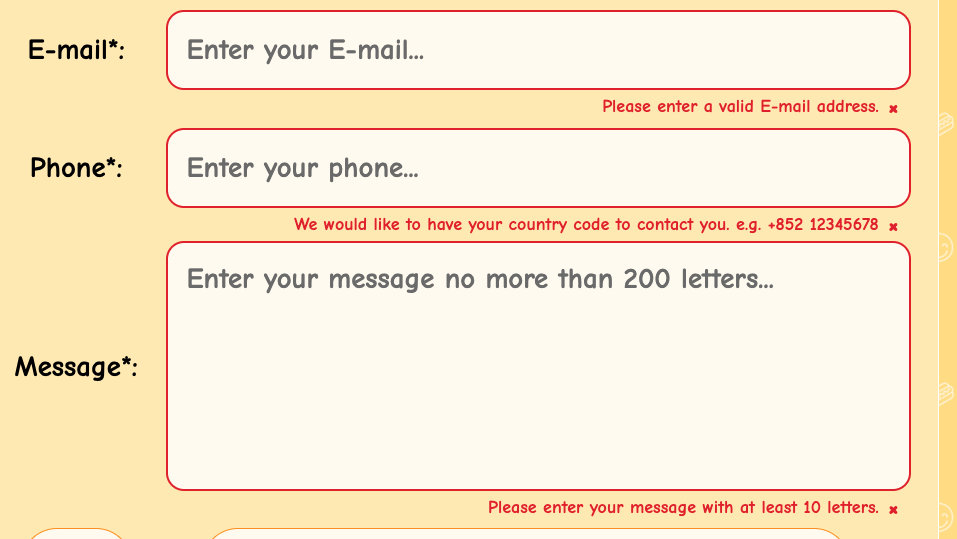 E-mail*:
Enter your E-mail...
Please enter a valid E-mail address. ×
Phone*:
Enter your phone...
We would like to have your country code to contact you. e.g. +852 12345678 ×
Enter your message no more than 200 letters...
Message*:
Please enter your message with at least 10 letters. ×